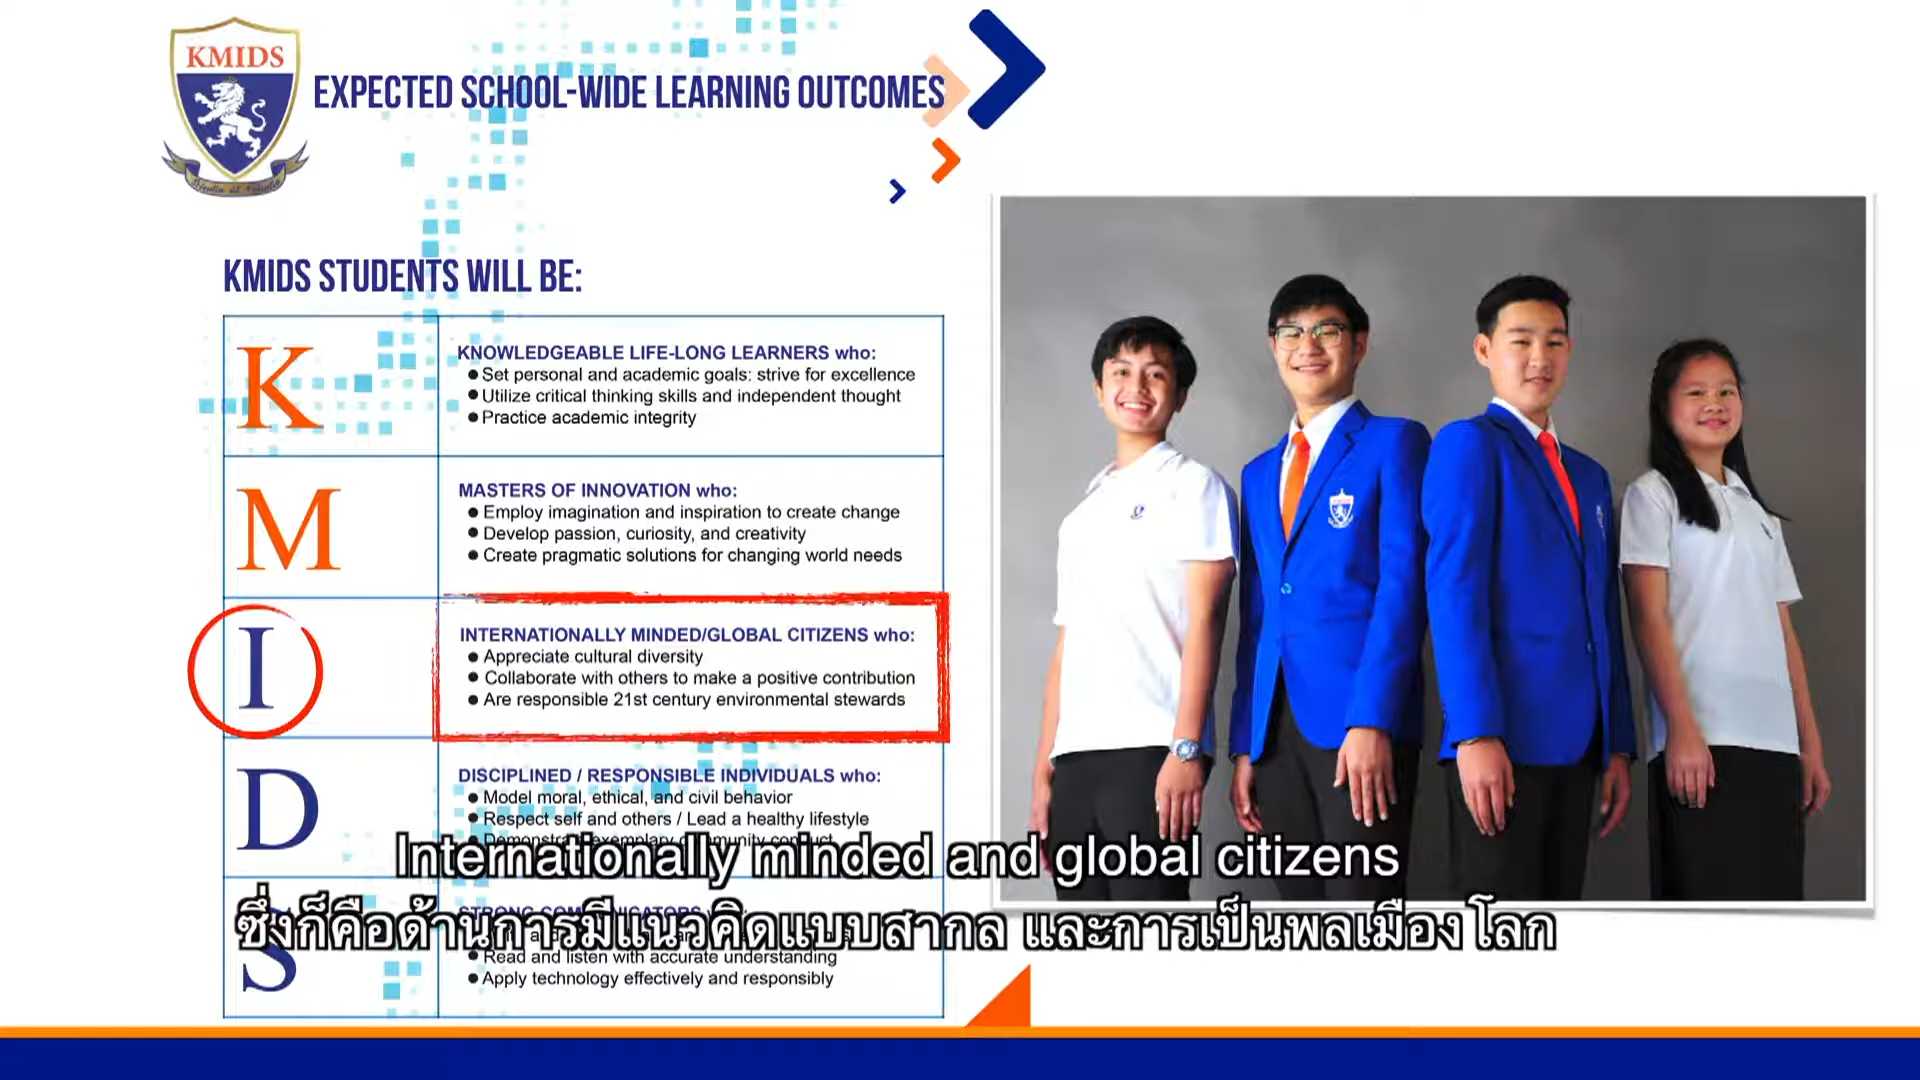 KMIDS
EXPECTED SCHOOL-WIDE LEARNING OUTCOMES
KMIDS STUDENTS WILL BE:
K
KNOWLEDGEABLE LIFE-LONG LEARNERS who:
● Set personal and academic goals: strive for excellence
● Utilize critical thinking skills and independent thought
● Practice academic integrity
M
MASTERS OF INNOVATION who:
● Employ imagination and inspiration to create change
● Develop passion, curiosity, and creativity
● Create pragmatic solutions for changing world needs
I
INTERNATIONALLY MINDED/GLOBAL CITIZENS who:
● Appreciate cultural diversity
● Collaborate with others to make a positive contribution
● Are responsible 21st century environmental stewards
D
DISCIPLINED / RESPONSIBLE INDIVIDUALS who:
● Model moral, ethical, and civil behavior
● Respect self and others / Lead a healthy lifestyle
● Demonstrate exemplary community conduct
S
STRONG COMMUNICATORS
● Read and listen with accurate understanding
● Apply technology effectively and responsibly
KMIDS
Internationally minded and global citizens
ซึ่งก็คือด้านการมีแนวคิดแบบสากล และการเป็นพลเมืองโลก